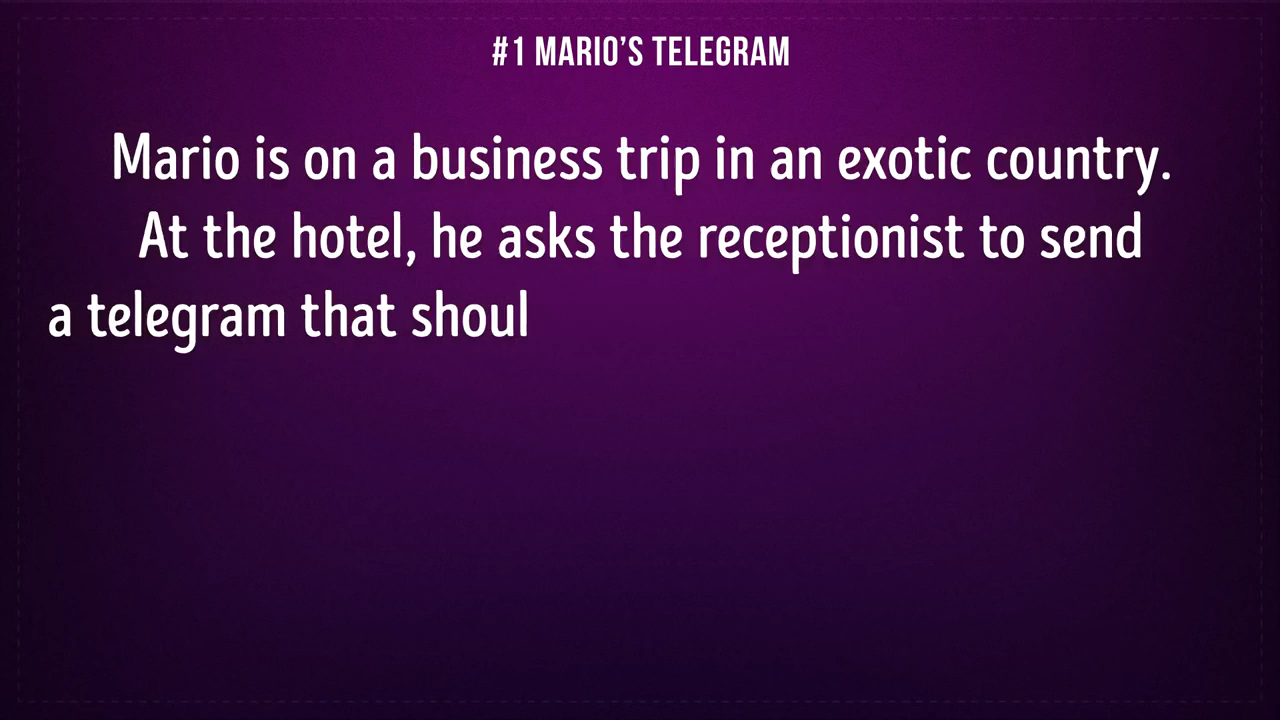 #1 MARIO’S TELEGRAM
Mario is on a business trip in an exotic country.
At the hotel, he asks the receptionist to send
a telegram that shoul